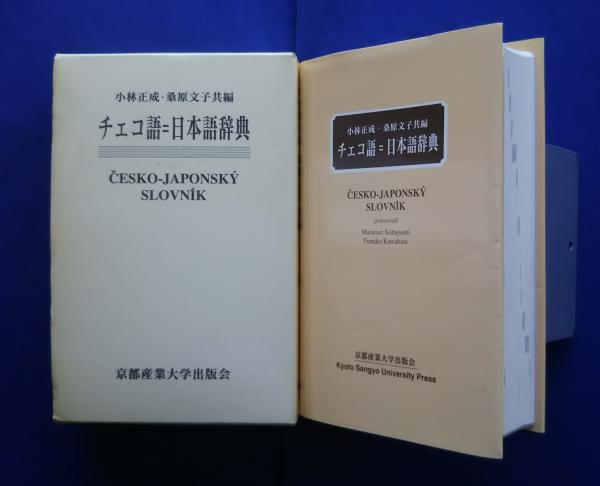 小林正成・桑原文子共編
チェコ語=日本語辞典
ČESKO-JAPONSKÝ
SLOVNÍK
京都産業大学出版会
小林正成・桑原文子共編
チェコ語=日本語辞典
ČESKO-JAPONSKÝ
SLOVNÍK
zpracovali
Masanari Kobayashi
Fumiko Kuwahara
京都産業大学出版会
Kyoto Sangyo University Press